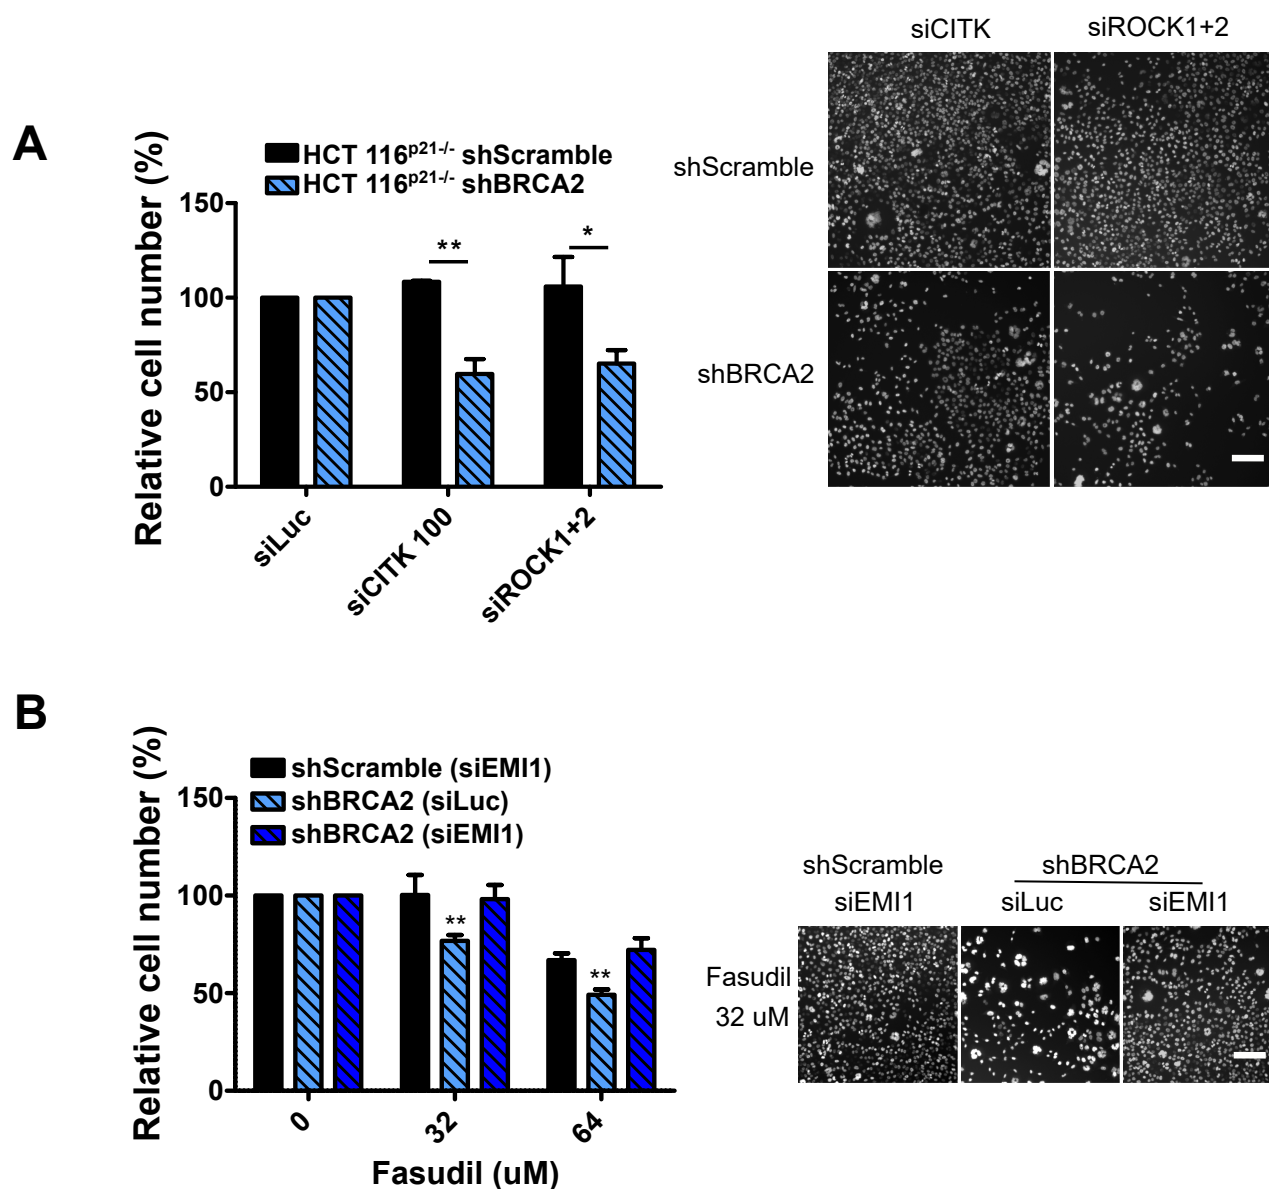 A
Relative cell number (%)
HCT 116p21-/- shScramble
HCT 116p21-/- shBRCA2
150
100
50
0
**
*
siLuc
siCITK 100
siROCK1+2
siCITK
siROCK1+2
shScramble
shBRCA2
B
Relative cell number (%)
shScramble (siEMI1)
shBRCA2 (siLuc)
shBRCA2 (siEMI1)
150
100
50
0
**
**
0
32
64
Fasudil (uM)
shScramble
shBRCA2
siEMI1
siLuc
siEMI1
Fasudil
32 uM